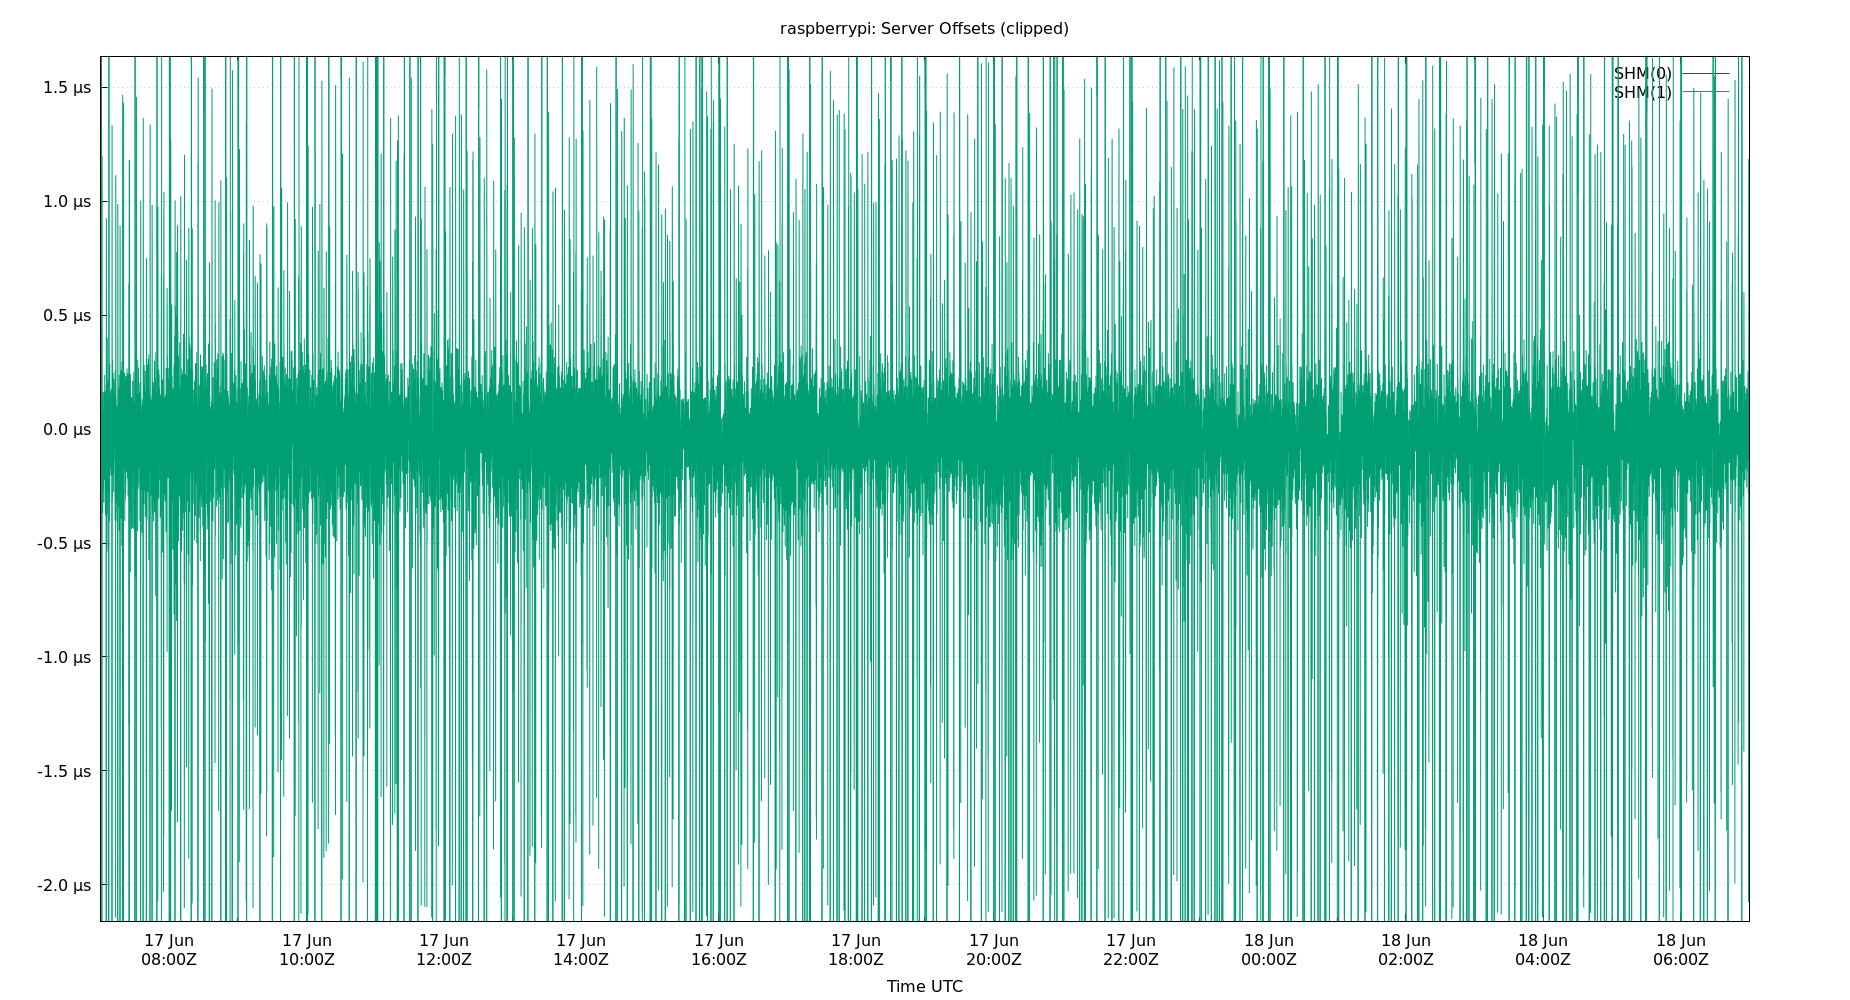 raspberrypi: Server Offsets (clipped)
SHM(0)
SHM(1)
1.5 µs
1.0 µs
0.5 µs
0.0 µs
-0.5 µs
-1.0 µs
-1.5 µs
-2.0 µs
17 Jun 17 Jun 17 Jun 17 Jun 17 Jun 17 Jun 17 Jun 17 Jun 18 Jun 18 Jun 18 Jun 18 Jun
08:00Z 10:00Z 12:00Z 14:00Z 16:00Z 18:00Z 20:00Z 22:00Z 00:00Z 02:00Z 04:00Z 06:00Z
Time UTC